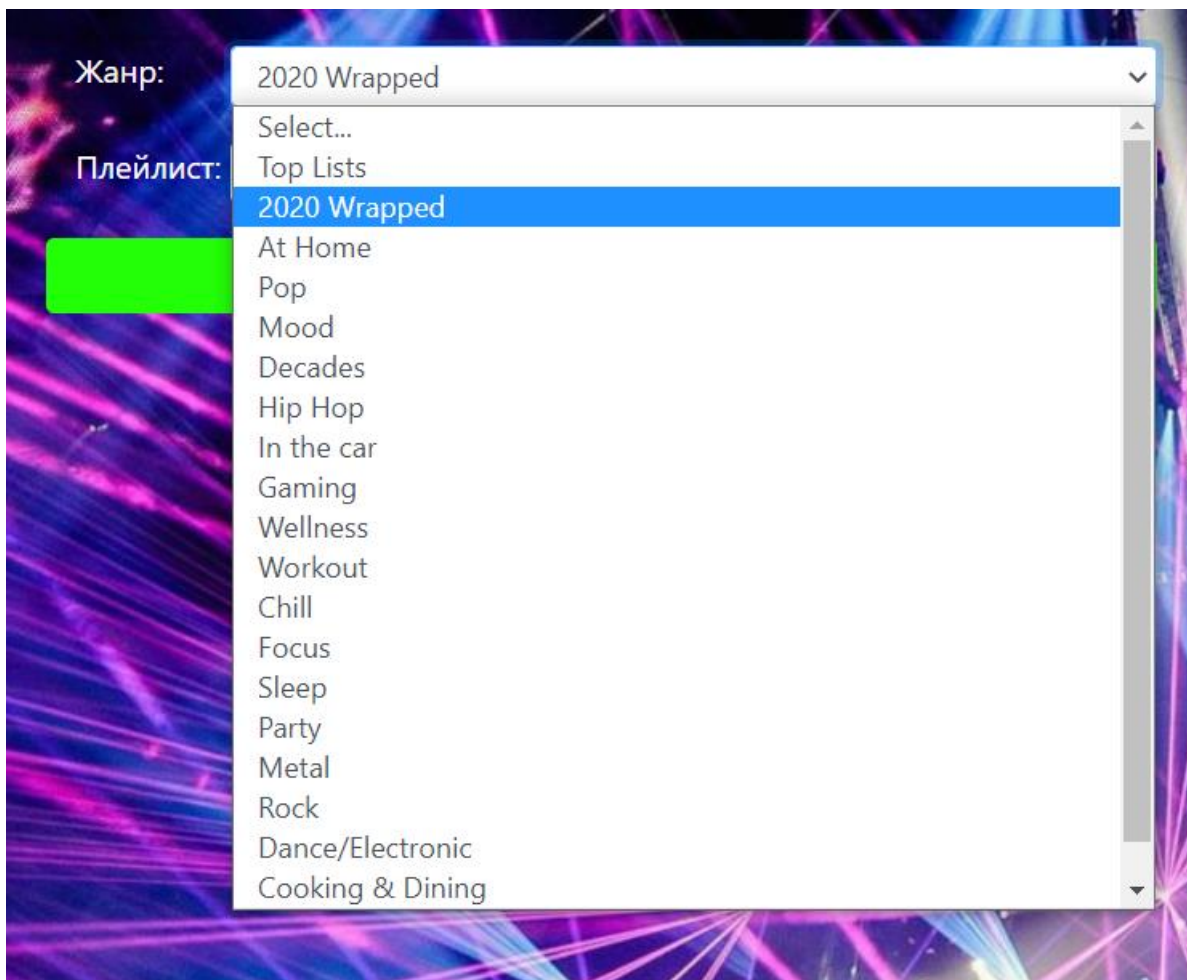 Жанр:
2020 Wrapped
Select...
Плейлист:
Top Lists
2020 Wrapped
At Home
Pop
Mood
Decades
Hip Hop
In the car
Gaming
Wellness
Workout
Chill
Focus
Sleep
Party
Metal
Rock
Dance/Electronic
Cooking & Dining